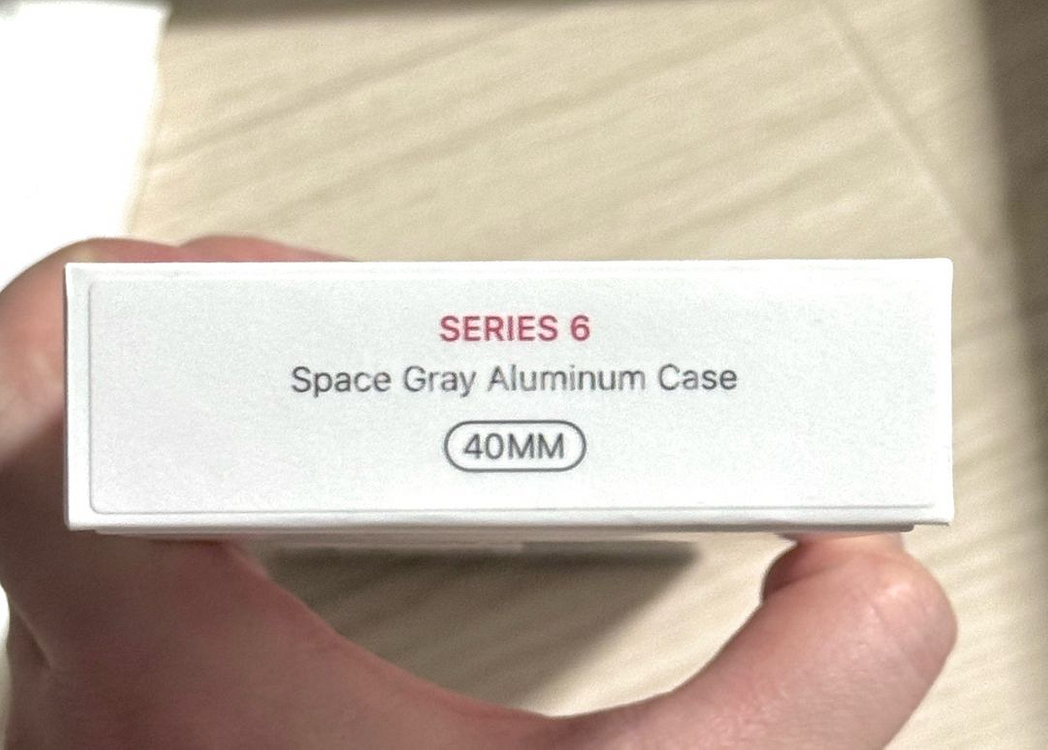 SERIES 6
Space Gray Aluminum Case
40MM